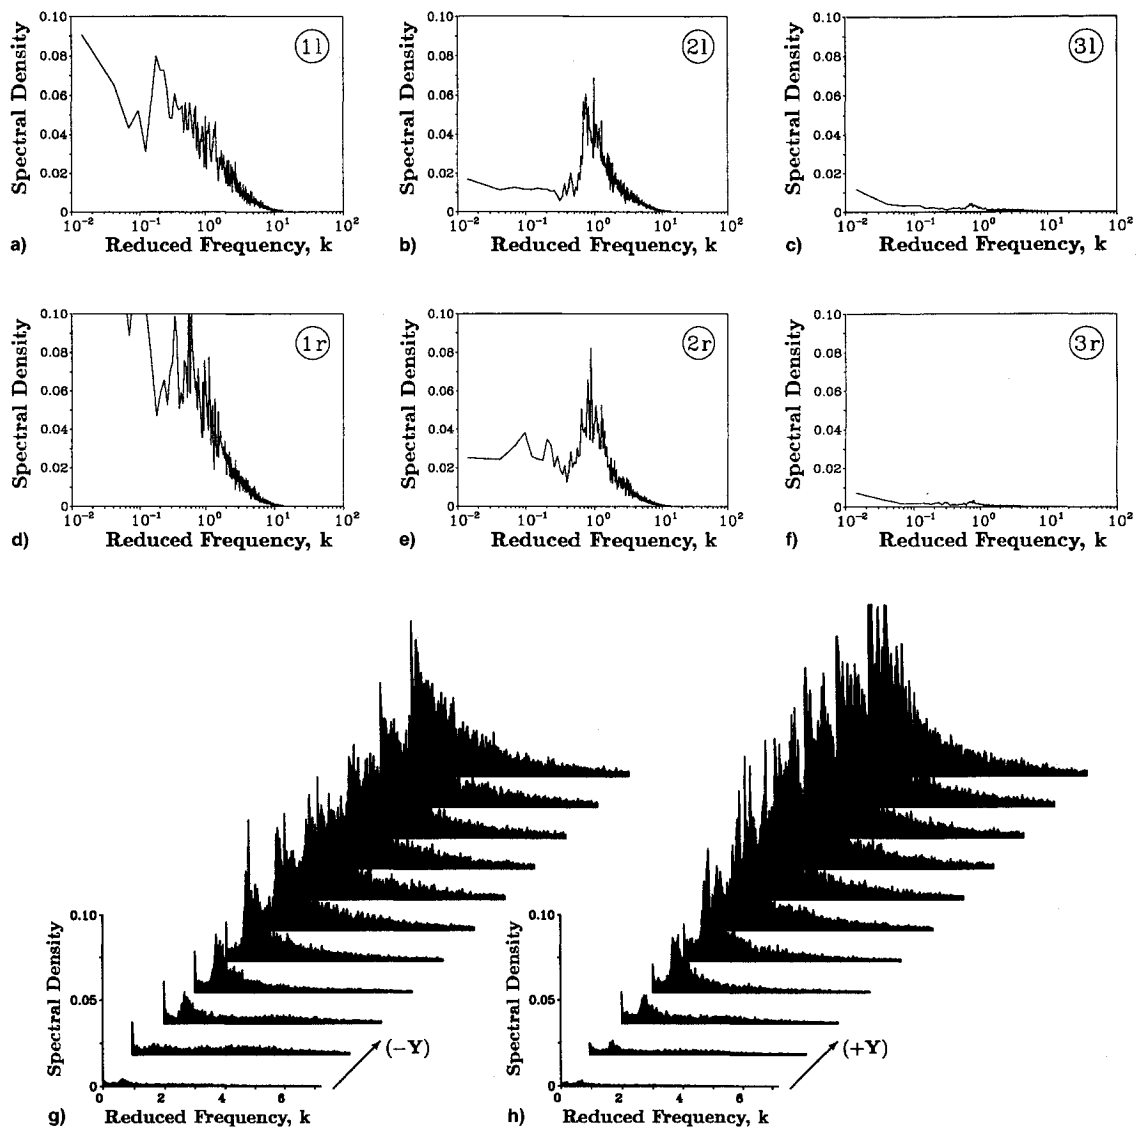 0.10
0.08
0.06
0.04
0.02
0
Spectral Density
1l
10⁻² 10⁻¹ 10⁰ 10¹ 10²
a) Reduced Frequency, k
0.10
0.08
0.06
0.04
0.02
0
Spectral Density
2l
10⁻² 10⁻¹ 10⁰ 10¹ 10²
b) Reduced Frequency, k
0.10
0.08
0.06
0.04
0.02
0
Spectral Density
3l
10⁻² 10⁻¹ 10⁰ 10¹ 10²
c) Reduced Frequency, k
0.10
0.08
0.06
0.04
0.02
0
Spectral Density
1r
10⁻² 10⁻¹ 10⁰ 10¹ 10²
d) Reduced Frequency, k
0.10
0.08
0.06
0.04
0.02
0
Spectral Density
2r
10⁻² 10⁻¹ 10⁰ 10¹ 10²
e) Reduced Frequency, k
0.10
0.08
0.06
0.04
0.02
0
Spectral Density
3r
10⁻² 10⁻¹ 10⁰ 10¹ 10²
f) Reduced Frequency, k
0.10
0.05
0
Spectral Density
(−Y)
0 2 4 6
g) Reduced Frequency, k
0.10
0.05
0
Spectral Density
(+Y)
0 2 4 6
h) Reduced Frequency, k